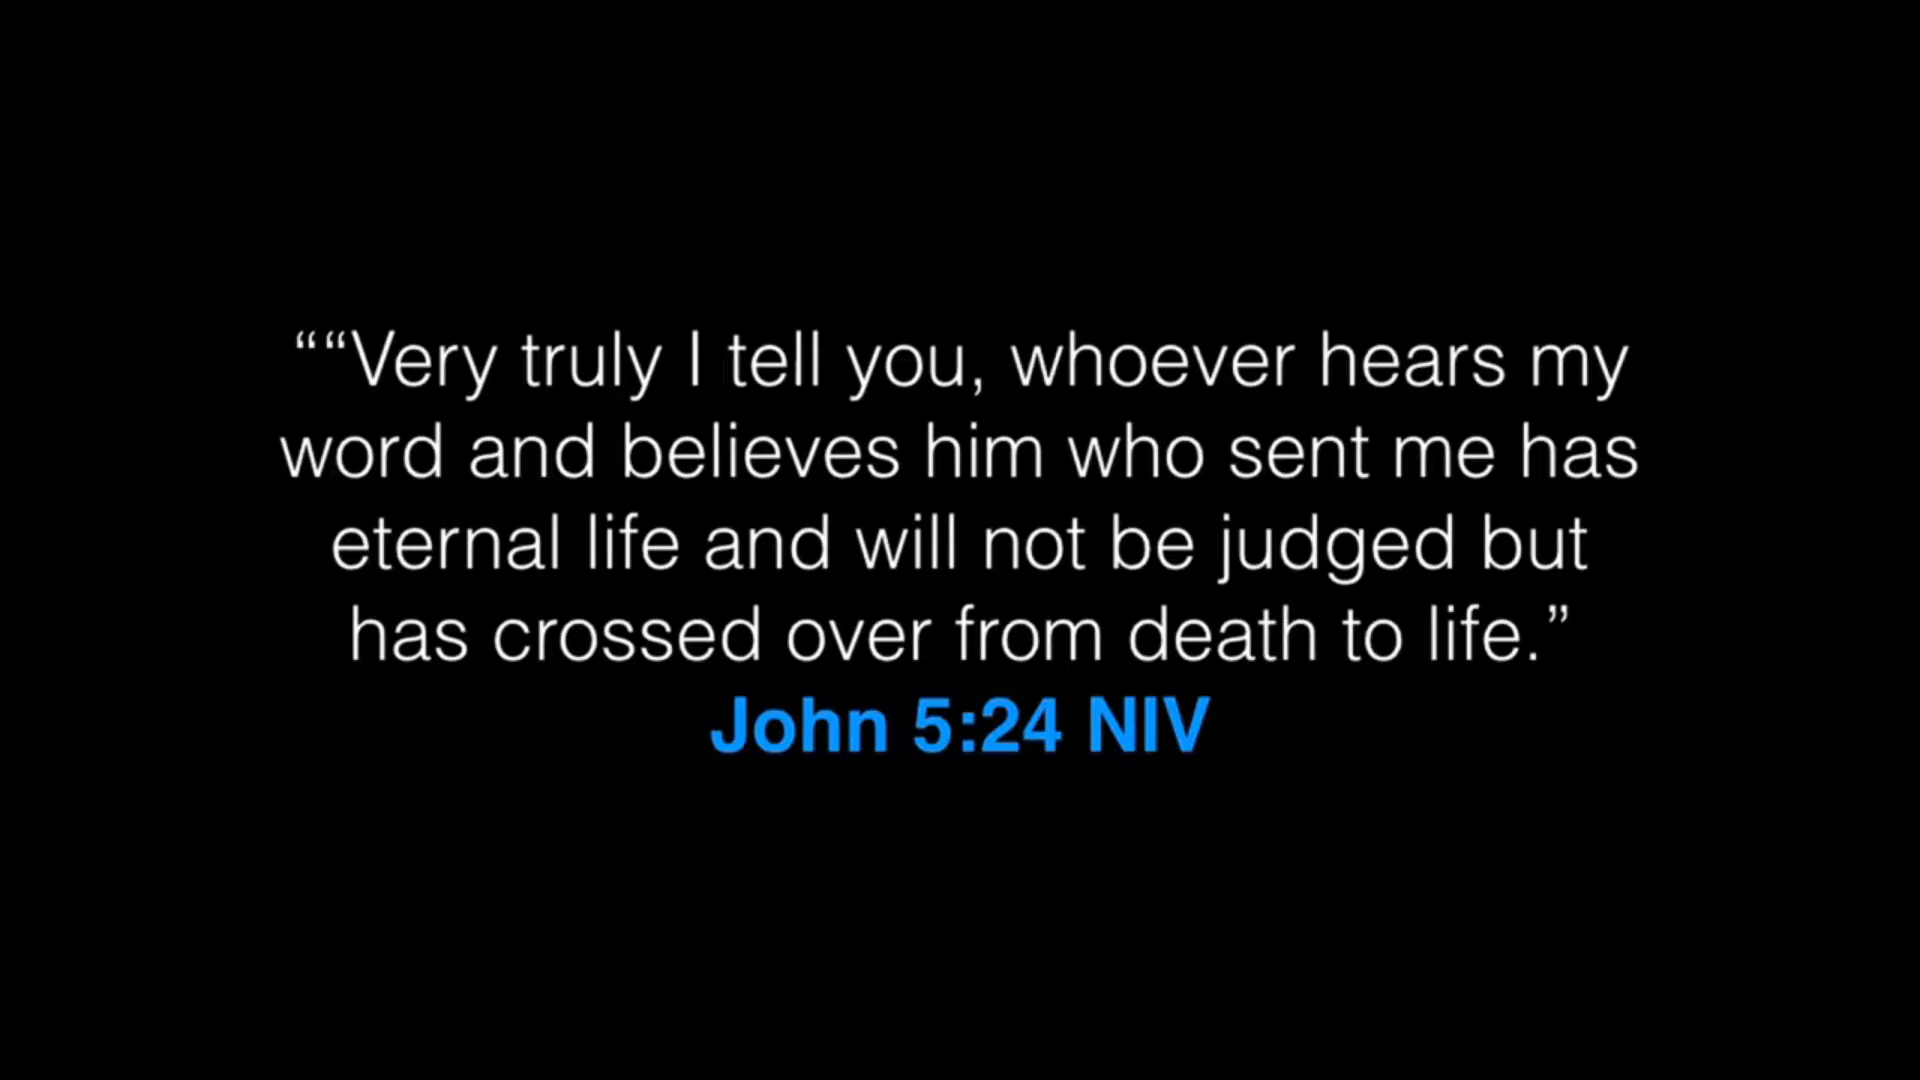 ““Very truly I tell you, whoever hears my
word and believes him who sent me has
eternal life and will not be judged but
has crossed over from death to life.”
John 5:24 NIV